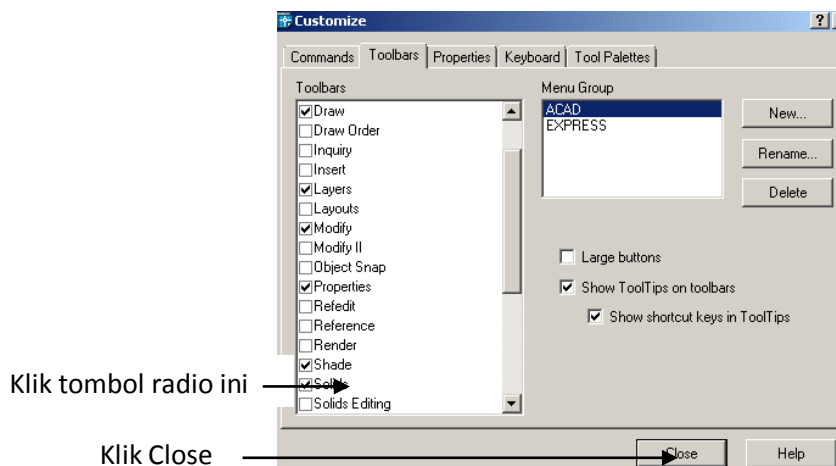 Customize
Commands Toolbars Properties Keyboard Tool Palettes
Toolbars
Draw
Draw Order
Inquiry
Insert
Layers
Layouts
Modify
Modify II
Object Snap
Properties
Refedit
Reference
Render
Shade
Solids
Solids Editing
Menu Group
ACAD
EXPRESS
New...
Rename...
Delete
Large buttons
Show ToolTips on toolbars
Show shortcut keys in ToolTips
Klik tombol radio ini
Klik Close
Close
Help